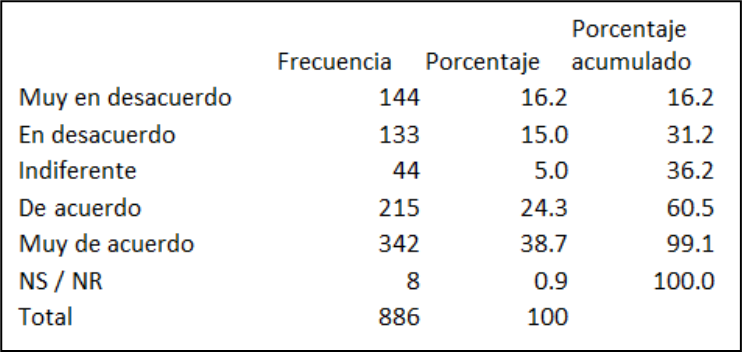 Porcentaje
Frecuencia Porcentaje acumulado
Muy en desacuerdo 144 16.2 16.2
En desacuerdo 133 15.0 31.2
Indiferente 44 5.0 36.2
De acuerdo 215 24.3 60.5
Muy de acuerdo 342 38.7 99.1
NS / NR 8 0.9 100.0
Total 886 100